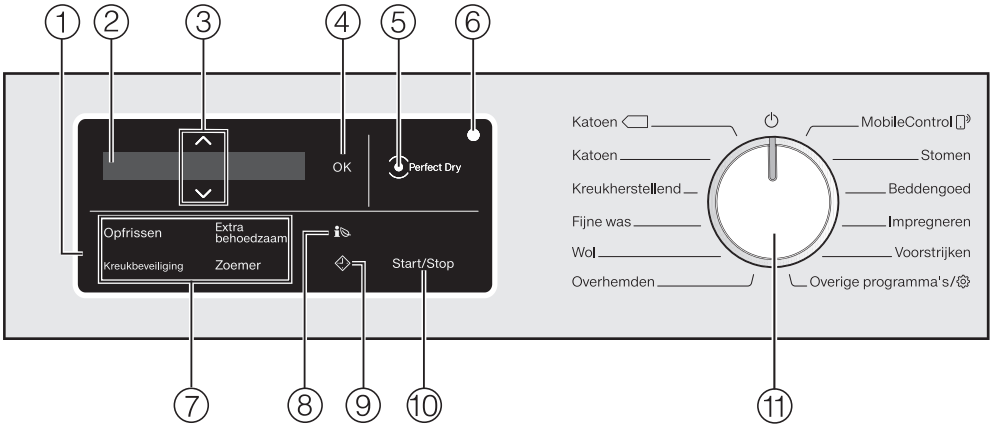 1 2 3 4 5 6
OK
Perfect Dry
Opfrissen
Extra
behoedzaam
Kreukbeveiliging
Zoemer
Start/Stop
Katoen
Katoen
Kreukherstellend
Fijne was
Wol
Overhemden
MobileControl
Stomen
Beddengoed
Impregneren
Voorstrijken
Overige programma's/
7 8 9 10 11